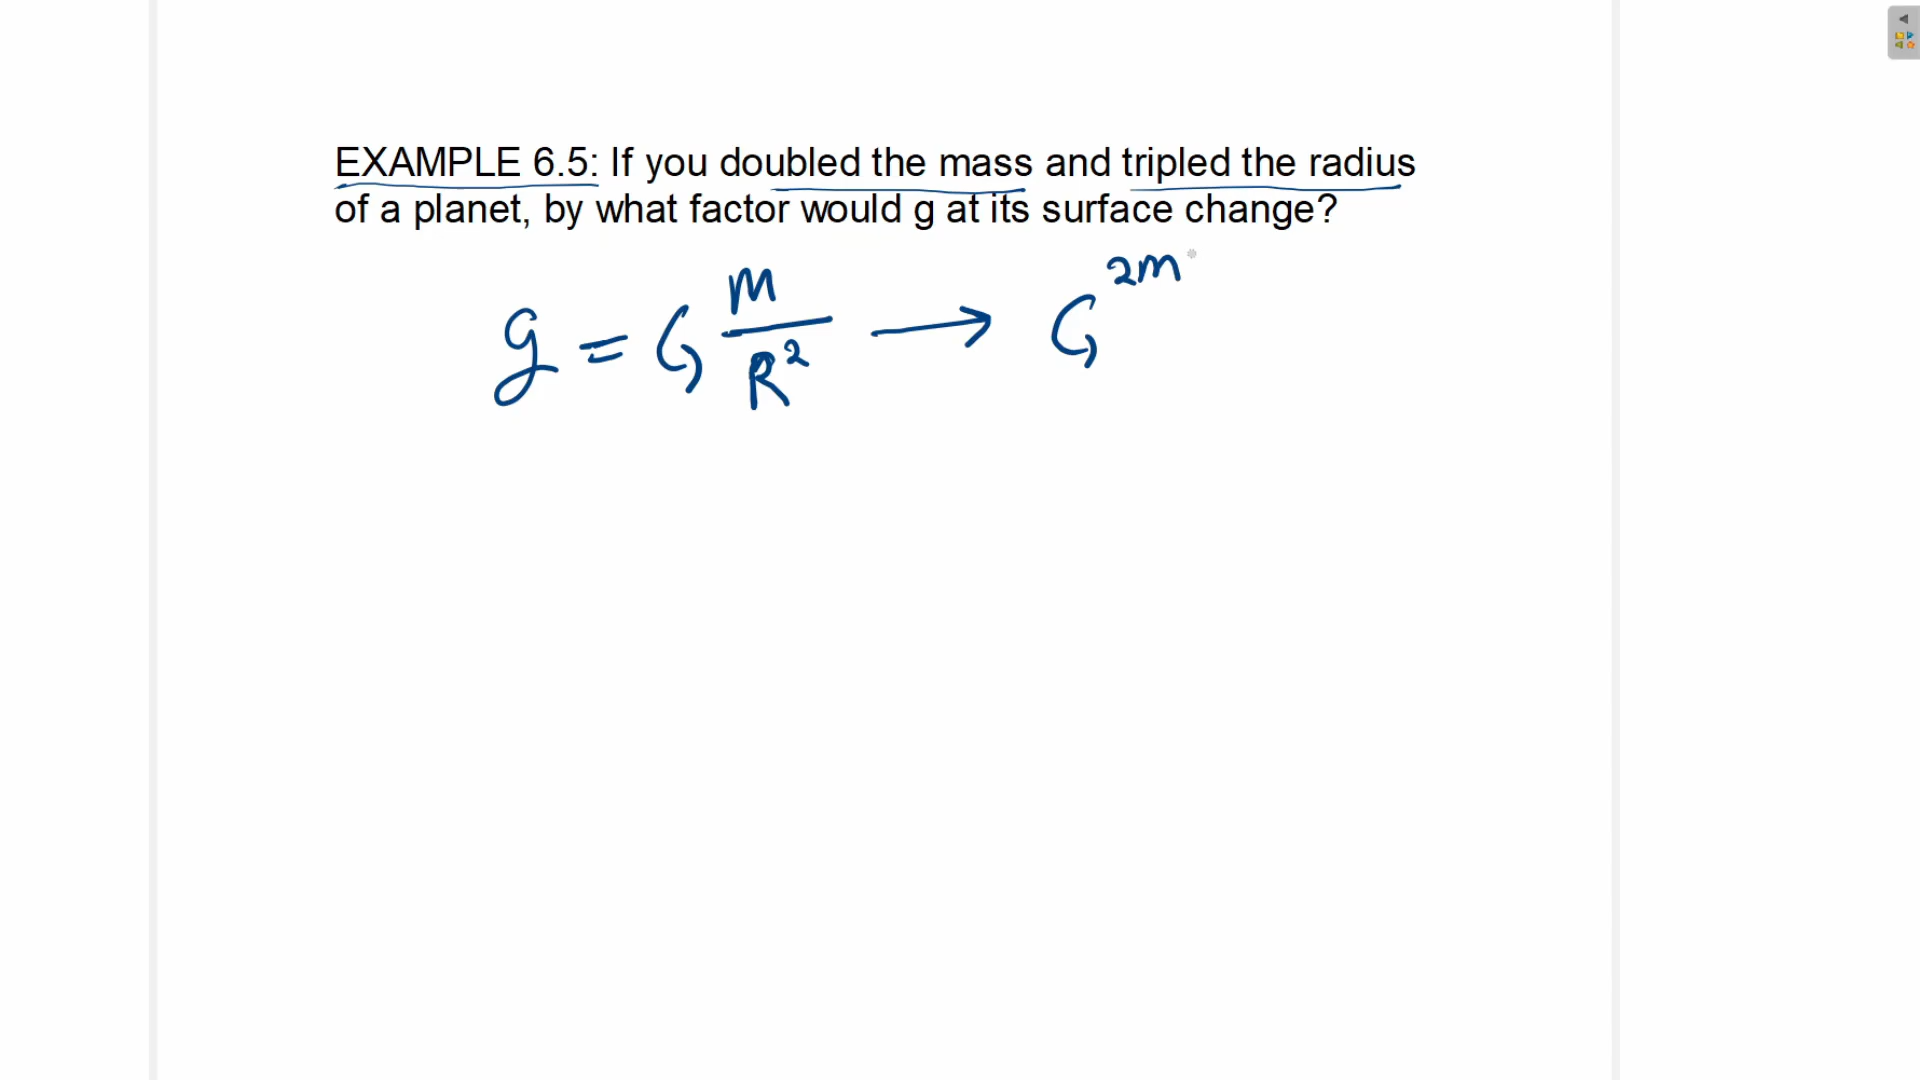 EXAMPLE 6.5: If you doubled the mass and tripled the radius
of a planet, by what factor would g at its surface change?
g = G M/R² → G 2M